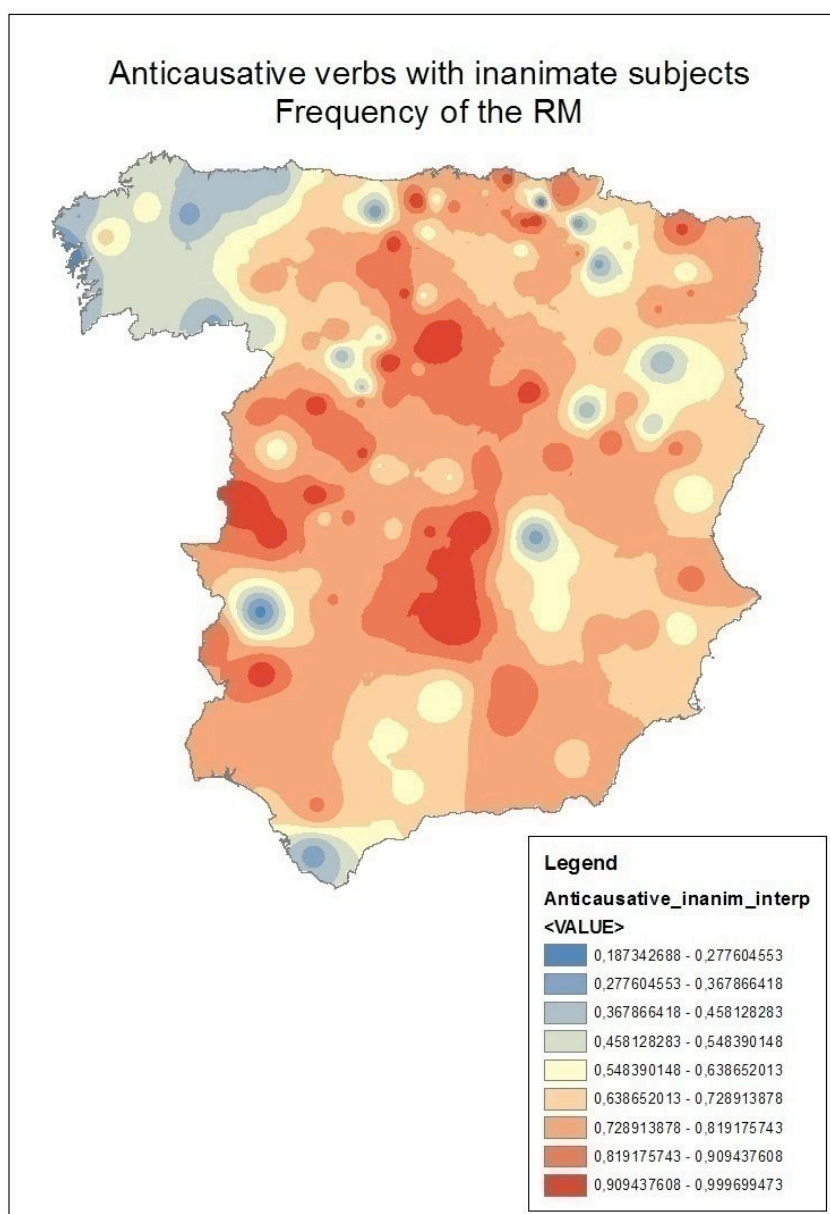 Anticausative verbs with inanimate subjects
Frequency of the RM
Legend
Anticausative_inanim_interp
<VALUE>
0,187342688 - 0,277604553
0,277604553 - 0,367866418
0,367866418 - 0,458128283
0,458128283 - 0,548390148
0,548390148 - 0,638652013
0,638652013 - 0,728913878
0,728913878 - 0,819175743
0,819175743 - 0,909437608
0,909437608 - 0,999699473